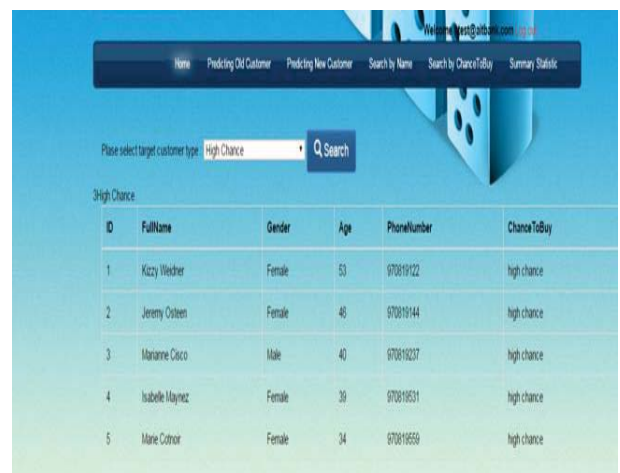 Welcome test@aitbank.com
Home Predicting Old Customer Predicting New Customer Search by Name Search by ChanceToBuy Summary Statistic
Plase select target customer type High Chance Search
3High Chance
ID FullName Gender Age PhoneNumber ChanceToBuy
1 Kizzy Weidner Female 53 970819122 high chance
2 Jeremy Osteen Female 46 970819144 high chance
3 Marianne Cisco Male 40 970819237 high chance
4 Isabelle Maynez Female 39 970819531 high chance
5 Marie Cotnoir Female 34 970819559 high chance